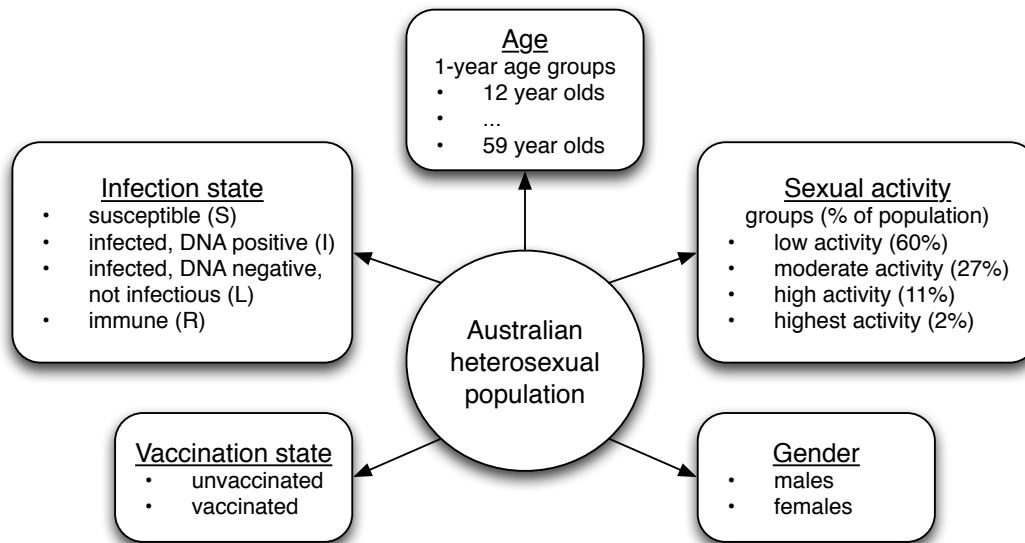 Age
1-year age groups
• 12 year olds
• ...
• 59 year olds
Infection state
• susceptible (S)
• infected, DNA positive (I)
• infected, DNA negative,
not infectious (L)
• immune (R)
Sexual activity
groups (% of population)
• low activity (60%)
• moderate activity (27%)
• high activity (11%)
• highest activity (2%)
Australian
heterosexual
population
Vaccination state
• unvaccinated
• vaccinated
Gender
• males
• females